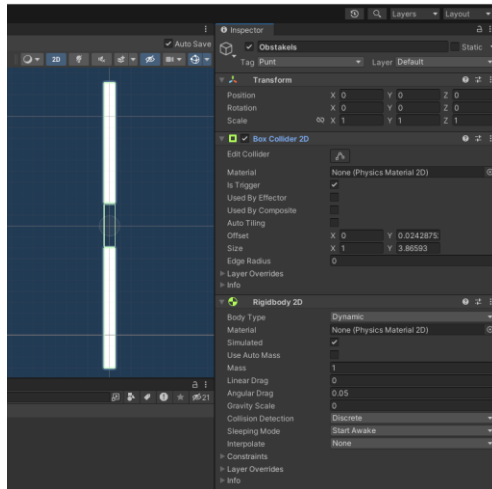 Layers
Layout
Inspector
Auto Save
Obstakels
Static
Tag Punt
Layer Default
2D
Transform
Position X 0 Y 0 Z 0
Rotation X 0 Y 0 Z 0
Scale X 1 Y 1 Z 1
Box Collider 2D
Edit Collider
Material None (Physics Material 2D)
Is Trigger
Used By Effector
Used By Composite
Auto Tiling
Offset X 0 Y 0.02428752
Size X 1 Y 3.86593
Edge Radius 0
Layer Overrides
Info
Rigidbody 2D
Body Type Dynamic
Material None (Physics Material 2D)
Simulated
Use Auto Mass
Mass 1
Linear Drag 0
Angular Drag 0.05
Gravity Scale 0
Collision Detection Discrete
Sleeping Mode Start Awake
Interpolate None
Constraints
Layer Overrides
Info
21